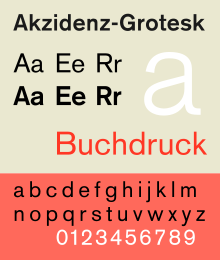 Akzidenz-Grotesk
Aa Ee Rr
Aa Ee Rr
a
Buchdruck
abcdefghijklm
nopqrstuvwxyz
0123456789